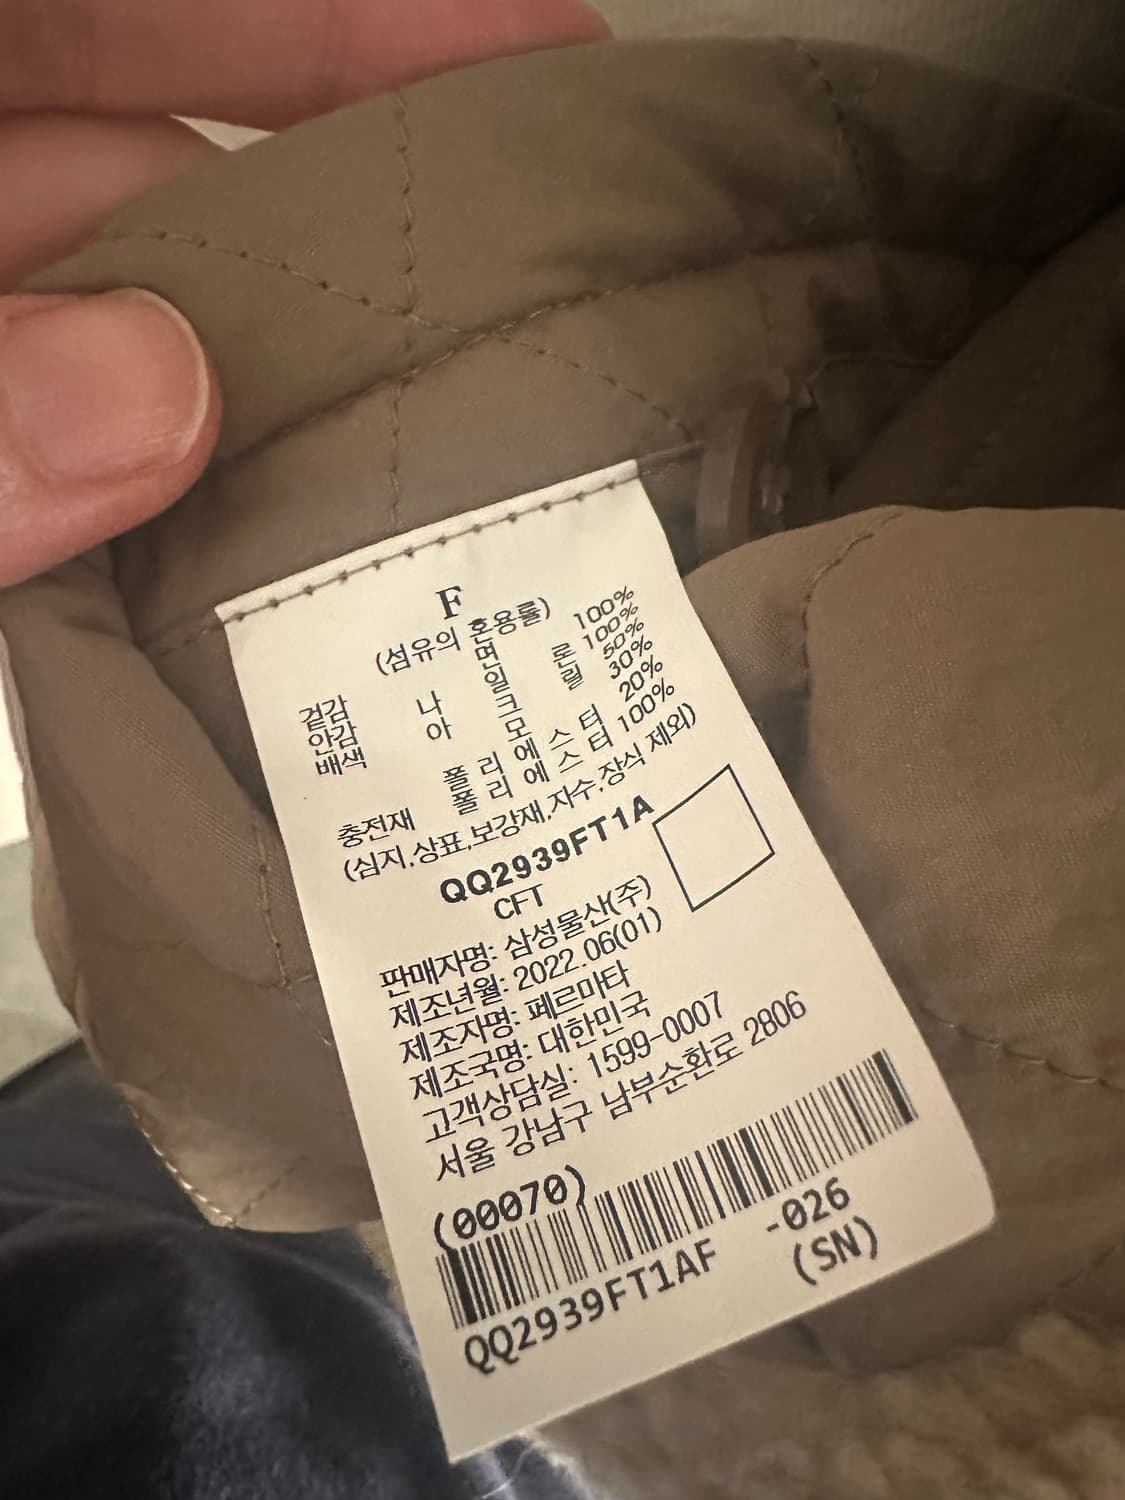 F
(섬유의 혼용률)
겉감 면 100%
안감 나 일 론 100%
배색 아 크 릴 50%
모 30%
폴 리 에 스 터 20%
충전재 폴 리 에 스 터 100%
(심지,상표,보강재,자수,장식 제외)
QQ2939FT1A
CFT
판매자명: 삼성물산(주)
제조년월: 2022.06(01)
제조자명: 페르마타
제조국명: 대한민국
고객상담실: 1599-0007
서울 강남구 남부순환로 2806
(00070)
QQ2939FT1AF -026
(SN)